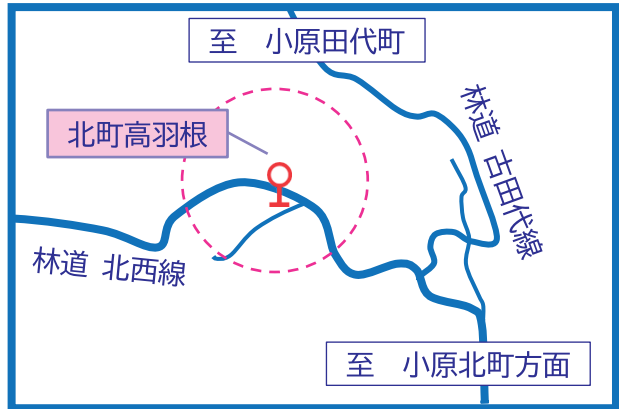 至　小原田代町
北町高羽根
林道 古田代線
林道 北西線
至　小原北町方面